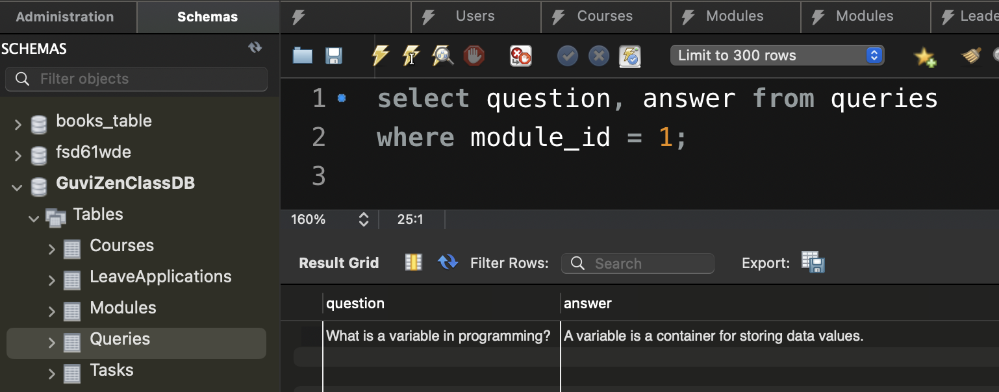 Administration
Schemas
Users
Courses
Modules
Modules
Leade
SCHEMAS
Filter objects
Limit to 300 rows
books_table
fsd61wde
GuviZenClassDB
Tables
Courses
LeaveApplications
Modules
Queries
Tasks
1 select question, answer from queries
2 where module_id = 1;
3
160%
25:1
Result Grid
Filter Rows:
Search
Export:
question
answer
What is a variable in programming?
A variable is a container for storing data values.